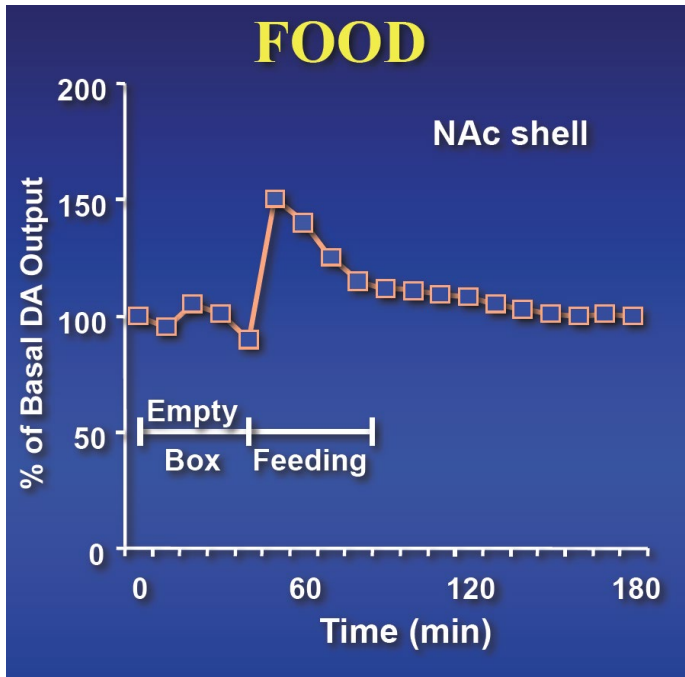 FOOD
200
NAc shell
150
% of Basal DA Output
100
Empty
50
Box Feeding
0
0 60 120 180
Time (min)